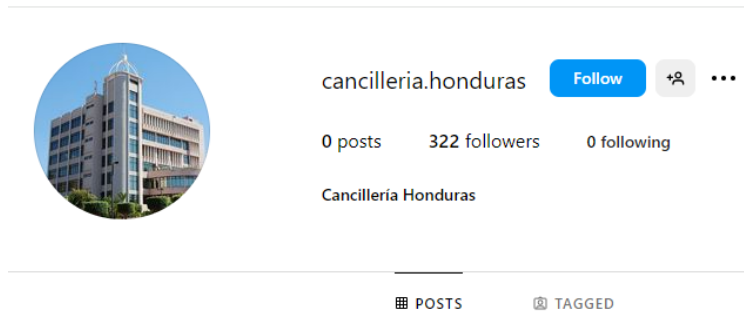 cancilleria.honduras Follow
0 posts 322 followers 0 following
Cancillería Honduras
POSTS TAGGED